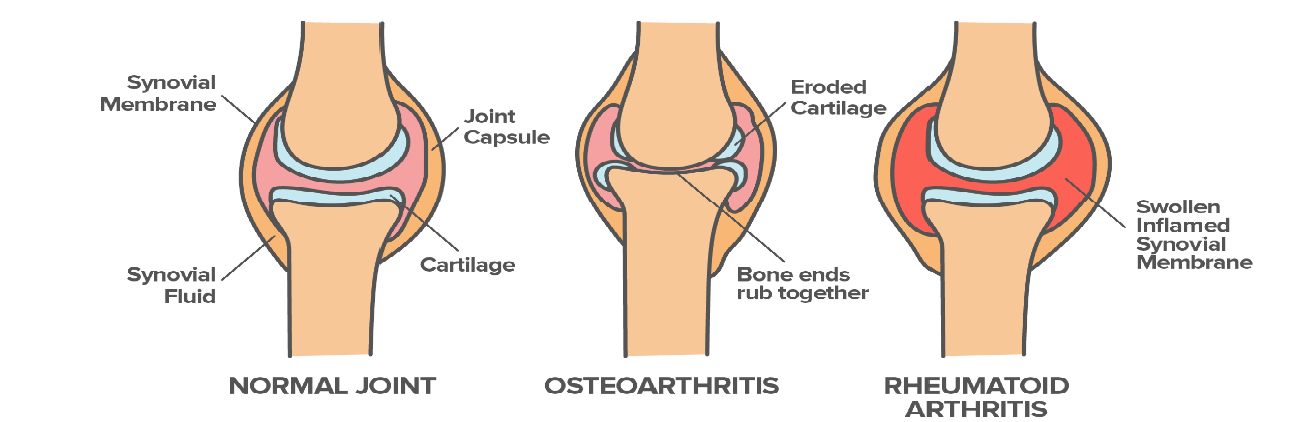 Synovial
Membrane
Joint
Capsule
Synovial
Fluid
Cartilage
NORMAL JOINT
Eroded
Cartilage
Bone ends
rub together
OSTEOARTHRITIS
Swollen
Inflamed
Synovial
Membrane
RHEUMATOID
ARTHRITIS